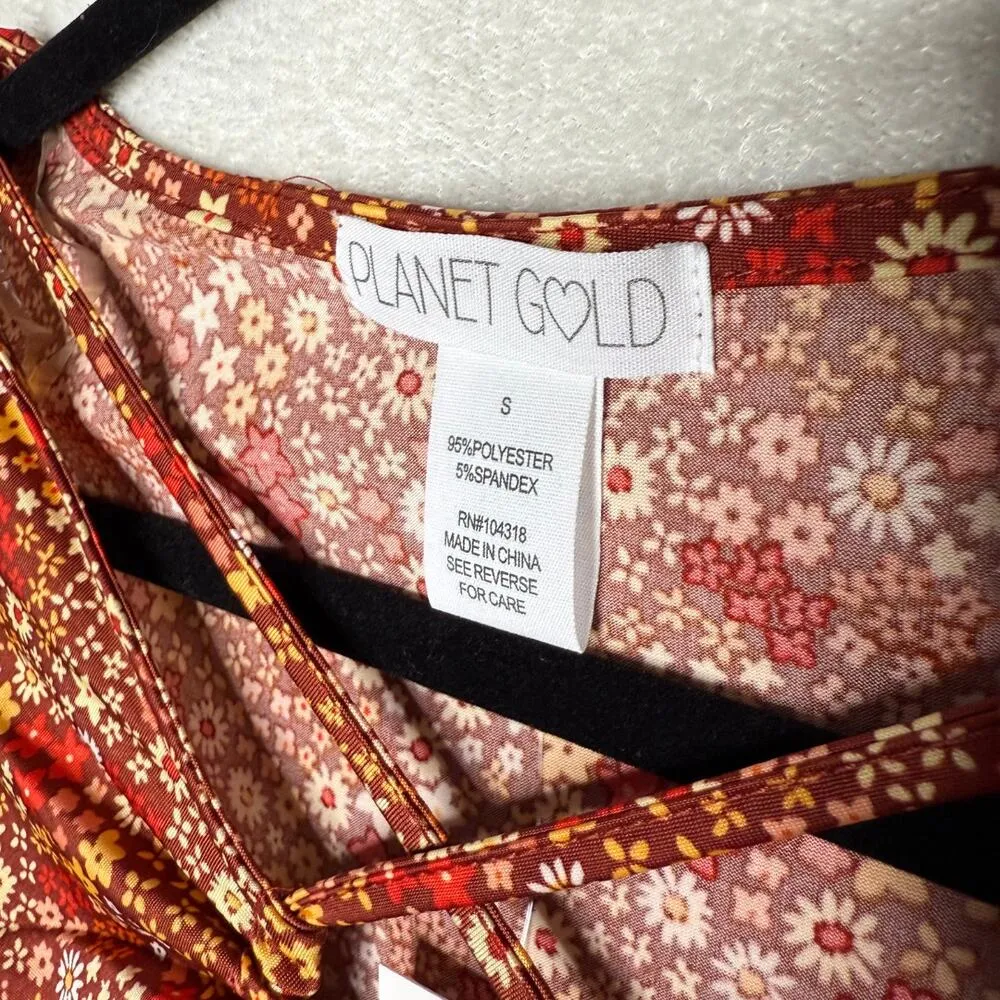 PLANET GOLD
S
95%POLYESTER
5%SPANDEX
RN#104318
MADE IN CHINA
SEE REVERSE
FOR CARE